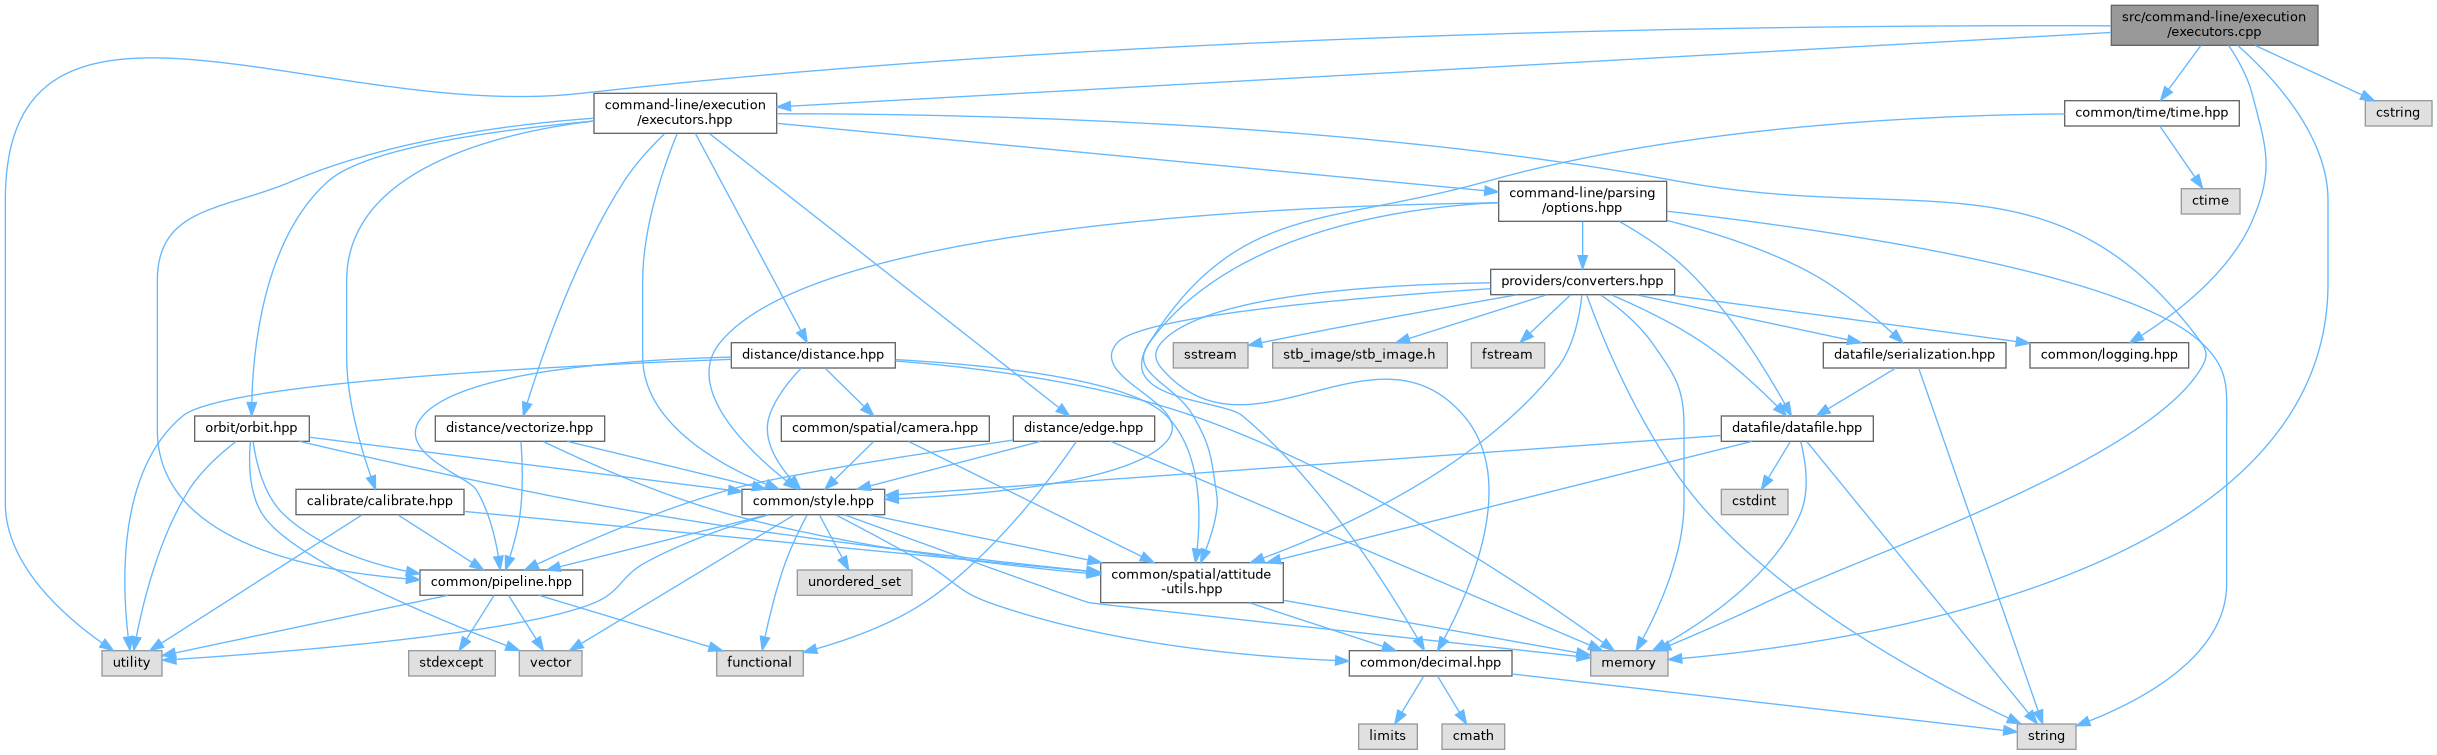 src/command-line/execution
/executors.cpp
command-line/execution
/executors.hpp
common/time/time.hpp
cstring
command-line/parsing
/options.hpp
ctime
providers/converters.hpp
distance/distance.hpp
sstream
stb_image/stb_image.h
fstream
datafile/serialization.hpp
common/logging.hpp
orbit/orbit.hpp
distance/vectorize.hpp
common/spatial/camera.hpp
distance/edge.hpp
datafile/datafile.hpp
calibrate/calibrate.hpp
common/style.hpp
cstdint
common/pipeline.hpp
unordered_set
common/spatial/attitude
-utils.hpp
utility
stdexcept
vector
functional
common/decimal.hpp
memory
limits
cmath
string